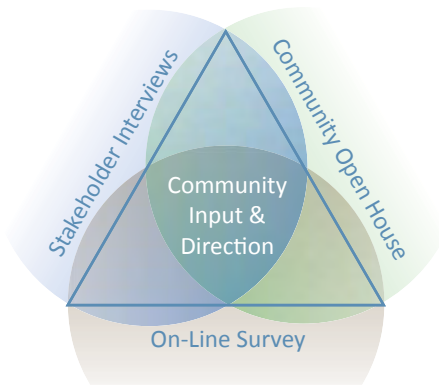 Stakeholder Interviews
Community Open House
Community
Input &
Direction
On-Line Survey